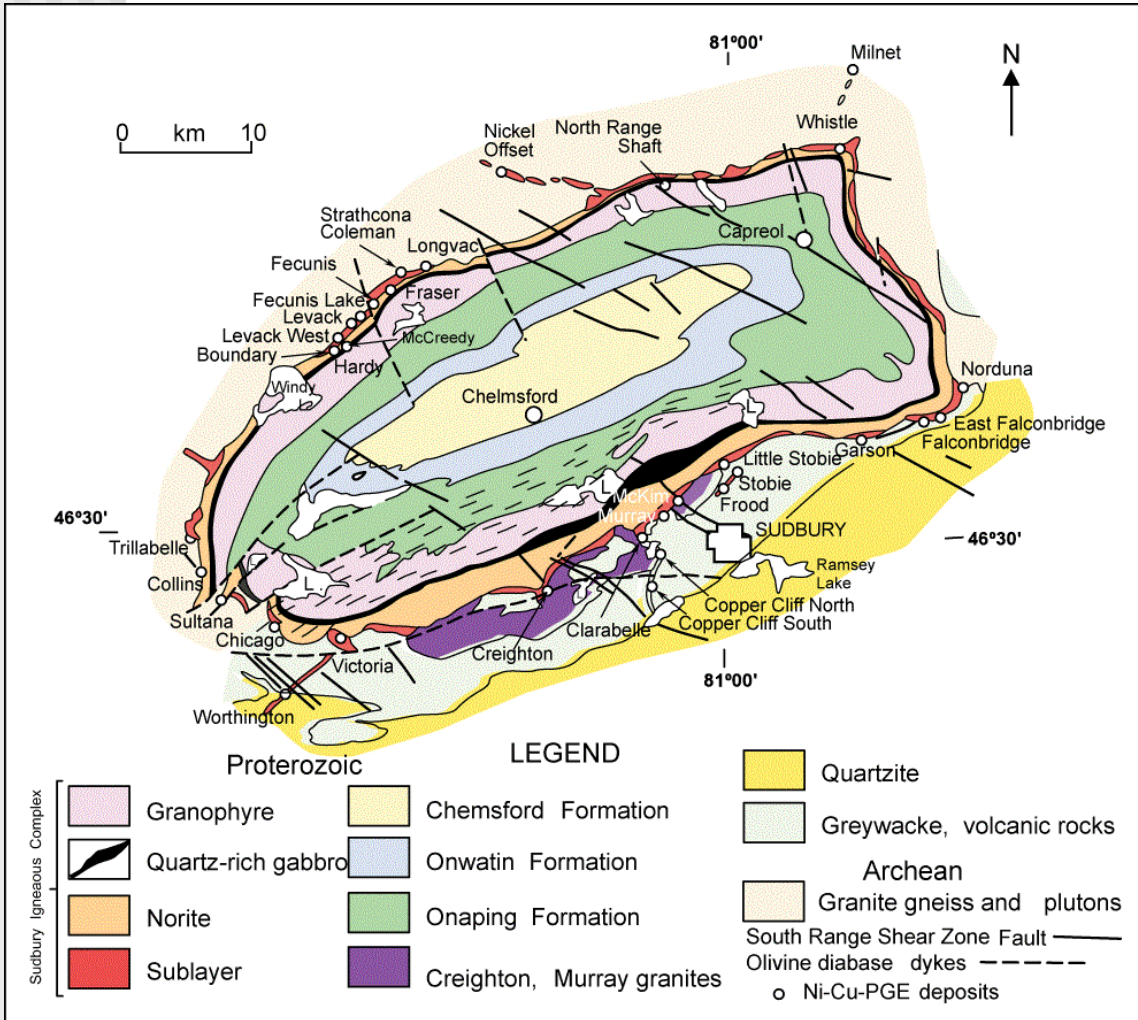 81º00'
Milnet
N
0 km 10
Nickel
Offset
North Range
Shaft
Whistle
Strathcona
Coleman
Longvac
Capreol
Fecunis
Fraser
Fecunis Lake
Levack
Levack West
McCreedy
Boundary
Hardy
Windy
Norduna
Chelmsford
L
East Falconbridge
Falconbridge
Garson
Little Stobie
Stobie
L
McKim
Frood
Murray
46º30'
SUDBURY
46º30'
Trillabelle
Ramsey
Lake
Collins
L
Sultana
Copper Cliff North
Chicago
Clarabelle
Copper Cliff South
Victoria
Creighton
81º00'
Worthington
LEGEND
Proterozoic
Sudbury Igneaous Complex
Granophyre
Quartz-rich gabbro
Norite
Sublayer
Chemsford Formation
Onwatin Formation
Onaping Formation
Creighton, Murray granites
Quartzite
Greywacke, volcanic rocks
Archean
Granite gneiss and plutons
South Range Shear Zone Fault
Olivine diabase dykes
Ni-Cu-PGE deposits